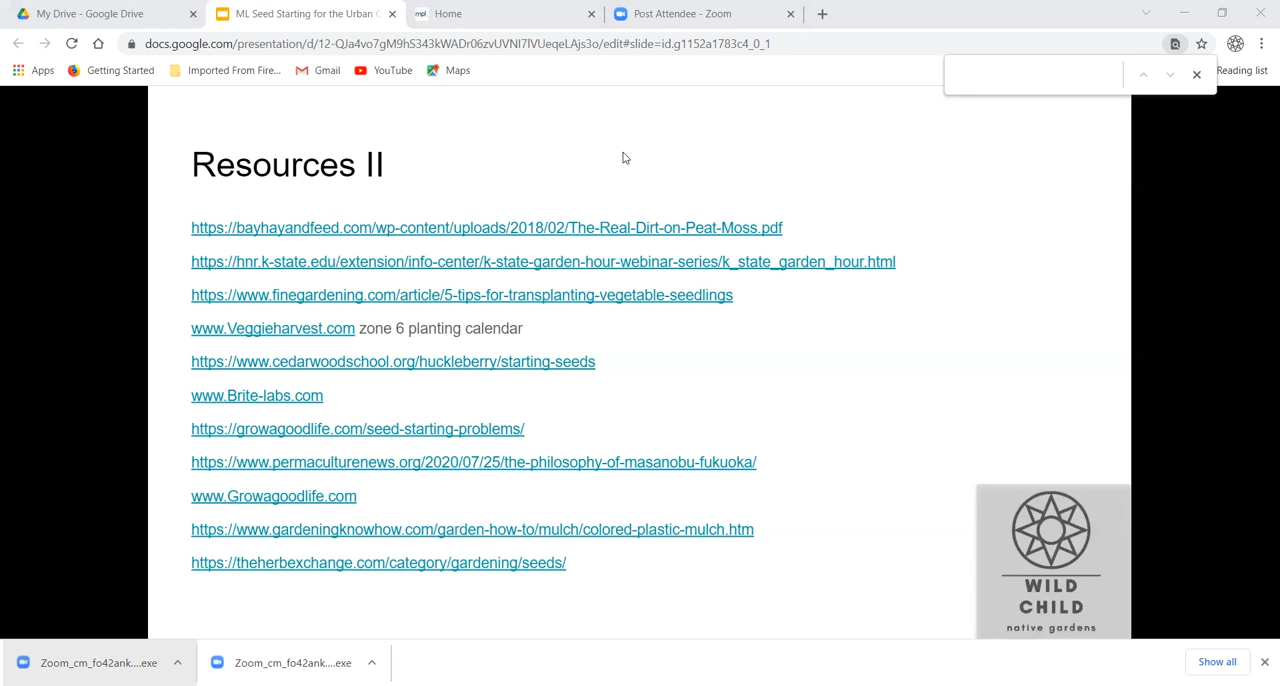 My Drive - Google Drive
ML Seed Starting for the Urban G
mpl Home
Post Attendee - Zoom
docs.google.com/presentation/d/12-QJa4vo7gM9hS343kWADr06zvUVNI7lVUeqeLAjs3o/edit#slide=id.g1152a1783c4_0_1
Apps Getting Started Imported From Fire... Gmail YouTube Maps Reading list
Resources II
https://bayhayandfeed.com/wp-content/uploads/2018/02/The-Real-Dirt-on-Peat-Moss.pdf
https://hnr.k-state.edu/extension/info-center/k-state-garden-hour-webinar-series/k_state_garden_hour.html
https://www.finegardening.com/article/5-tips-for-transplanting-vegetable-seedlings
www.Veggieharvest.com zone 6 planting calendar
https://www.cedarwoodschool.org/huckleberry/starting-seeds
www.Brite-labs.com
https://growagoodlife.com/seed-starting-problems/
https://www.permaculturenews.org/2020/07/25/the-philosophy-of-masanobu-fukuoka/
www.Growagoodlife.com
https://www.gardeningknowhow.com/garden-how-to/mulch/colored-plastic-mulch.htm
https://theherbexchange.com/category/gardening/seeds/
WILD
CHILD
native gardens
Zoom_cm_fo42ank....exe
Zoom_cm_fo42ank....exe
Show all